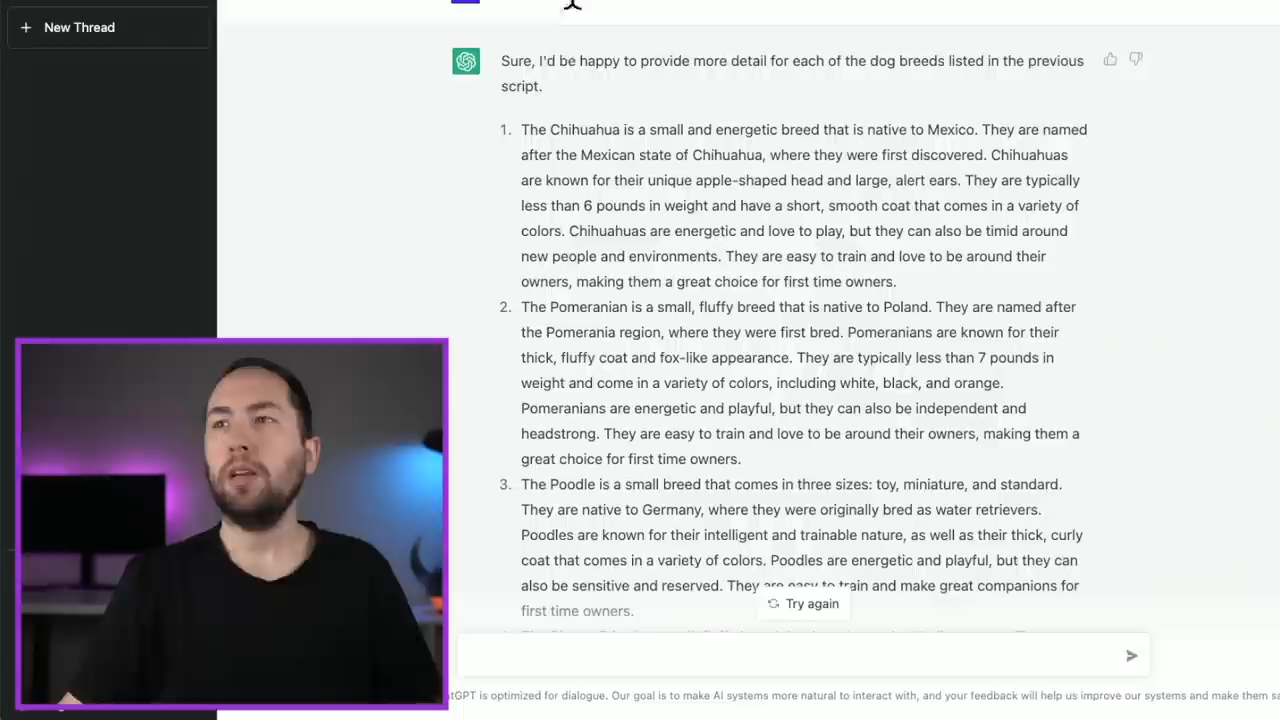 + New Thread
Sure, I'd be happy to provide more detail for each of the dog breeds listed in the previous
script.
1. The Chihuahua is a small and energetic breed that is native to Mexico. They are named
after the Mexican state of Chihuahua, where they were first discovered. Chihuahuas
are known for their unique apple-shaped head and large, alert ears. They are typically
less than 6 pounds in weight and have a short, smooth coat that comes in a variety of
colors. Chihuahuas are energetic and love to play, but they can also be timid around
new people and environments. They are easy to train and love to be around their
owners, making them a great choice for first time owners.
2. The Pomeranian is a small, fluffy breed that is native to Poland. They are named after
the Pomerania region, where they were first bred. Pomeranians are known for their
thick, fluffy coat and fox-like appearance. They are typically less than 7 pounds in
weight and come in a variety of colors, including white, black, and orange.
Pomeranians are energetic and playful, but they can also be independent and
headstrong. They are easy to train and love to be around their owners, making them a
great choice for first time owners.
3. The Poodle is a small breed that comes in three sizes: toy, miniature, and standard.
They are native to Germany, where they were originally bred as water retrievers.
Poodles are known for their intelligent and trainable nature, as well as their thick, curly
coat that comes in a variety of colors. Poodles are energetic and playful, but they can
also be sensitive and reserved. They are easy to train and make great companions for
first time owners.
Try again
tGPT is optimized for dialogue. Our goal is to make AI systems more natural to interact with, and your feedback will help us improve our systems and make them sa